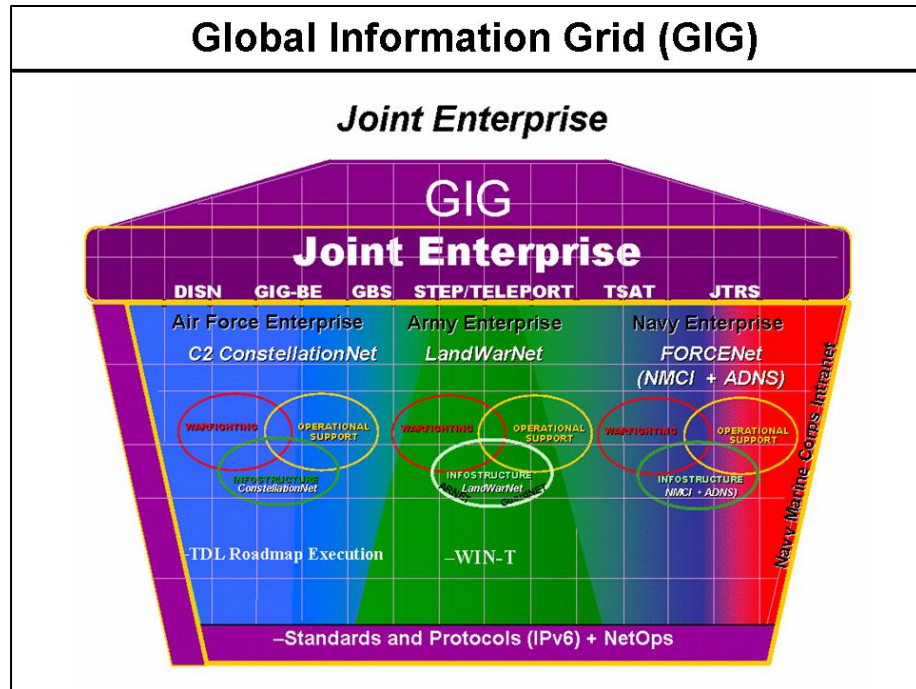 Global Information Grid (GIG)
Joint Enterprise
GIG
Joint Enterprise
DISN GIG-BE GBS STEP/TELEPORT TSAT JTRS
Air Force Enterprise Army Enterprise Navy Enterprise
C2 ConstellationNet LandWarNet FORCENet
(NMCI + ADNS)
WARFIGHTING OPERATIONAL SUPPORT WARFIGHTING OPERATIONAL SUPPORT WARFIGHTING OPERATIONAL SUPPORT
INFOSTRUCTURE INFOSTRUCTURE INFOSTRUCTURE
ConstellationNet LandWarNet NMCI + ADNS)
ARNET GuardNET
Navy Marine Corps Intranet
–TDL Roadmap Execution –WIN-T
–Standards and Protocols (IPv6) + NetOps